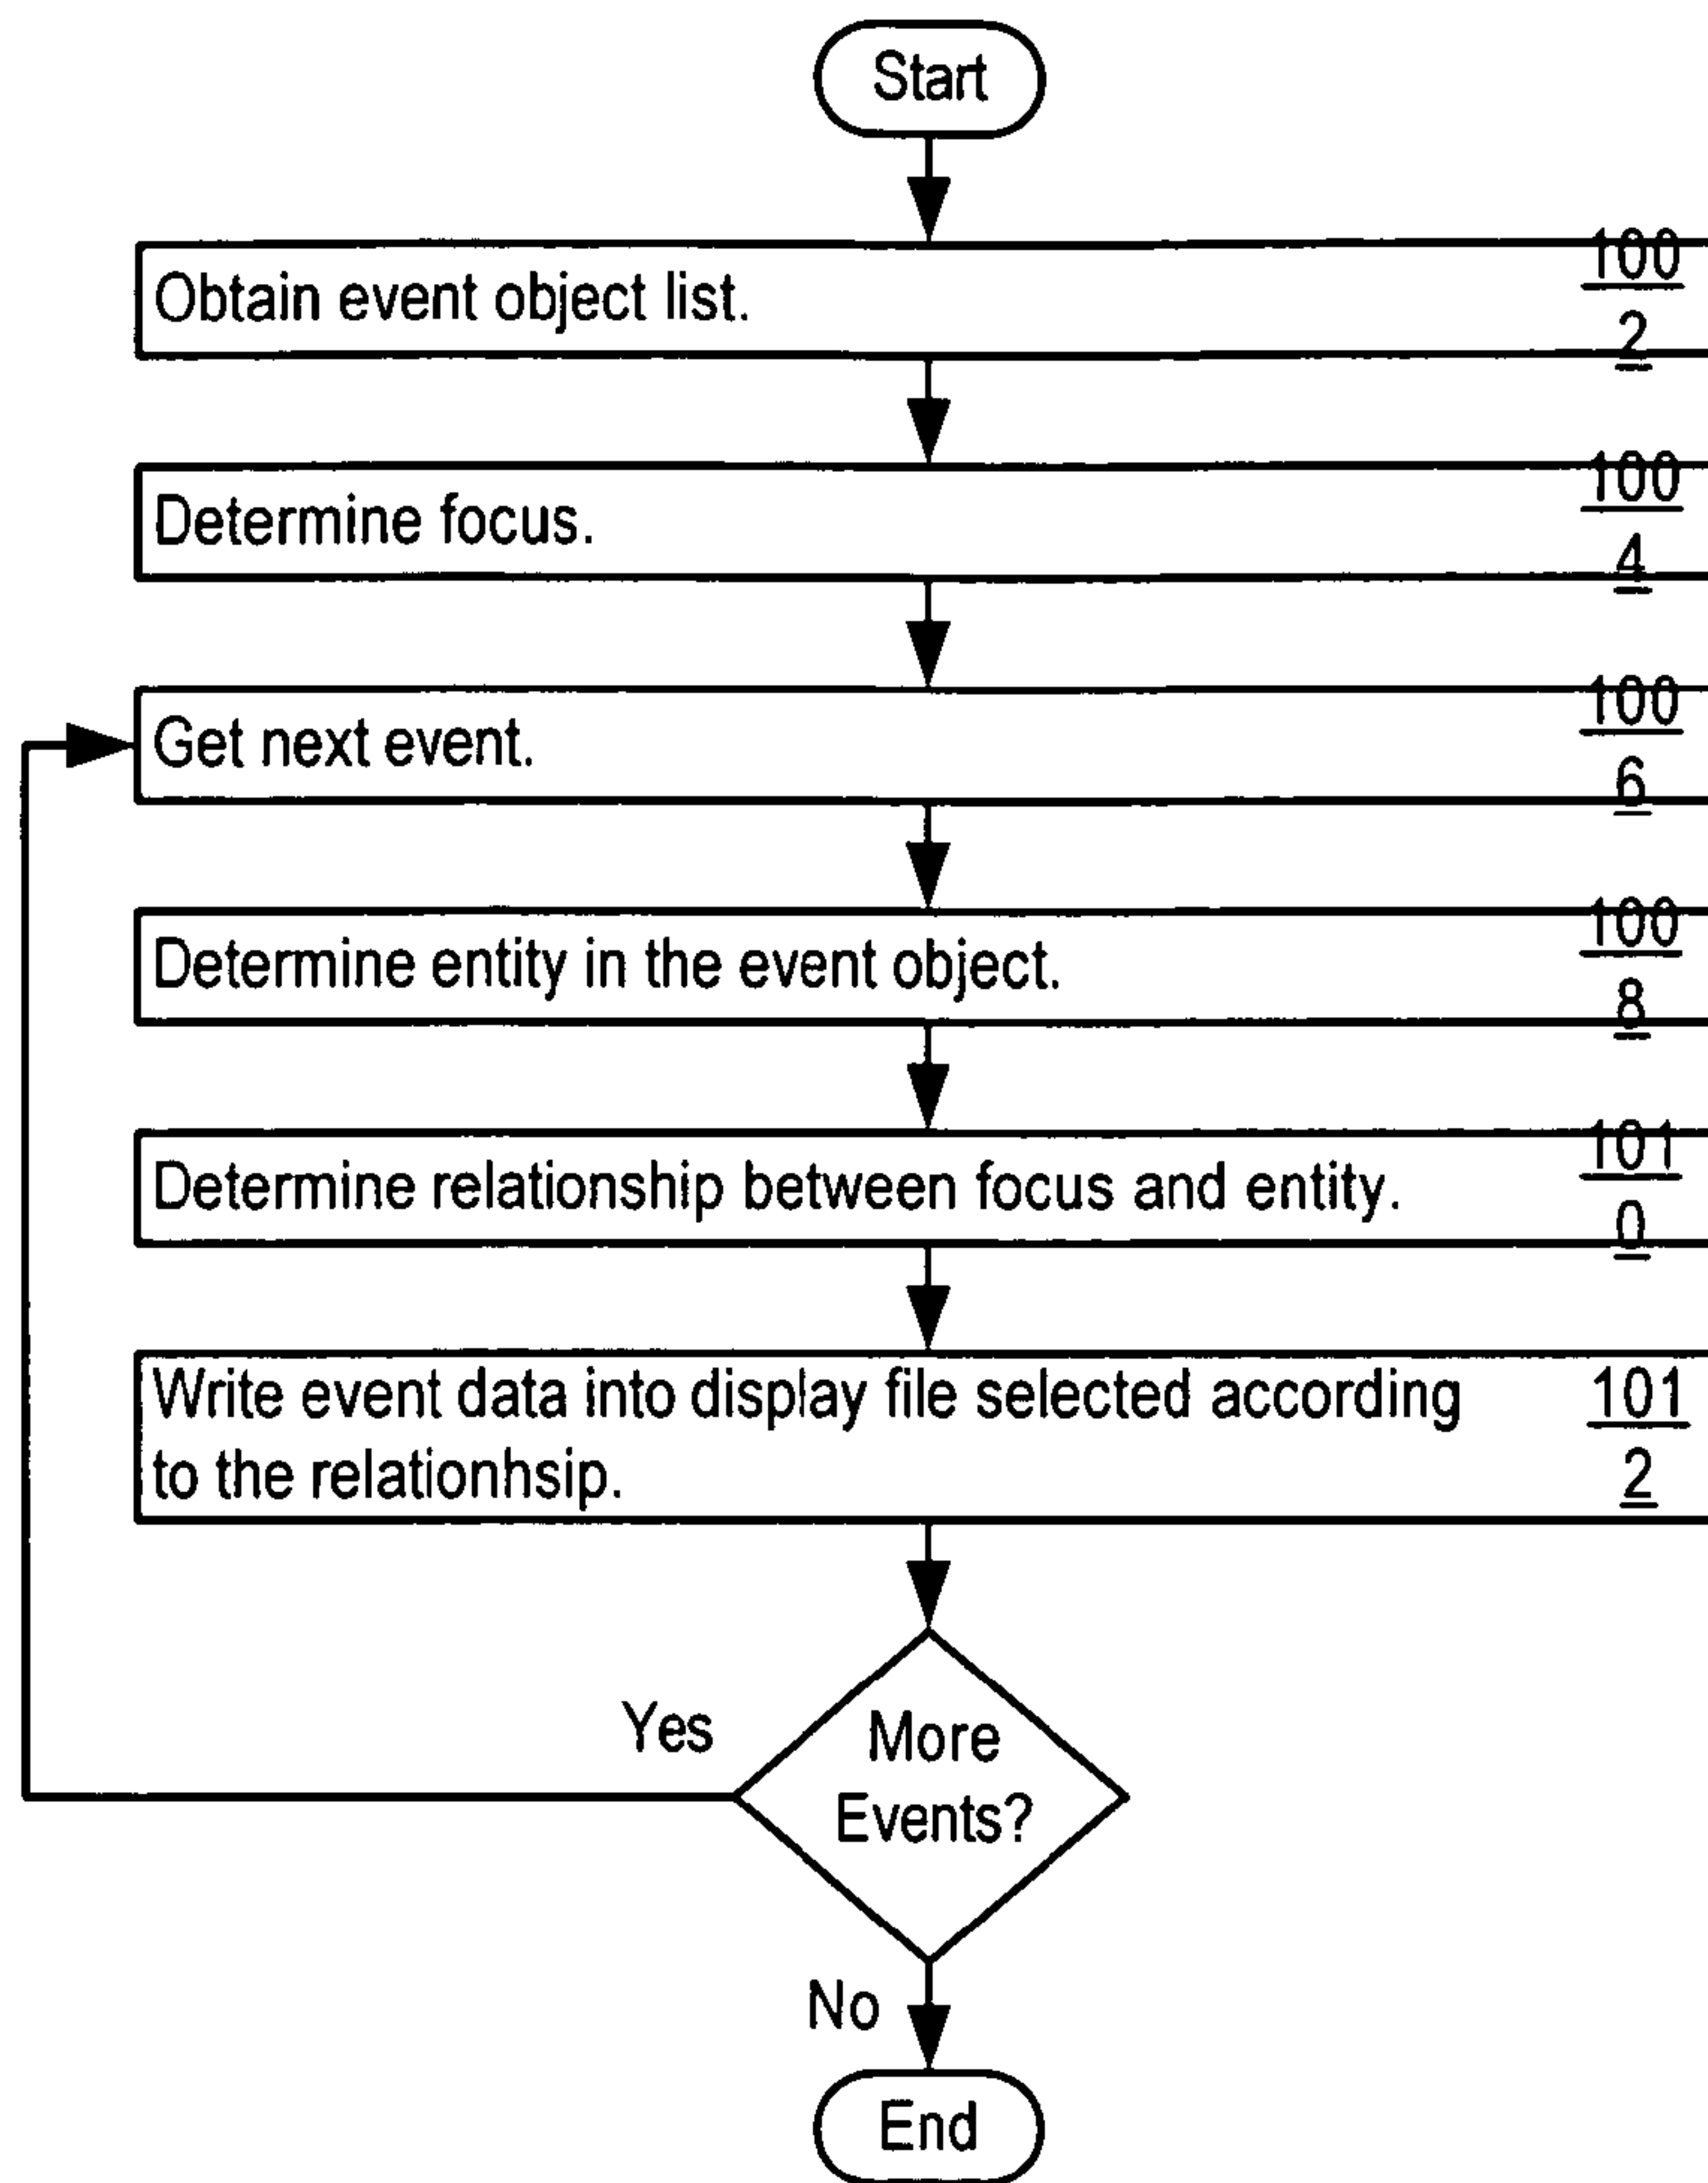 Start
Obtain event object list.
100
2
Determine focus.
100
4
Get next event.
100
6
Determine entity in the event object.
100
8
Determine relationship between focus and entity.
101
0
Write event data into display file selected according
to the relationhsip.
101
2
Yes
More
Events?
No
End